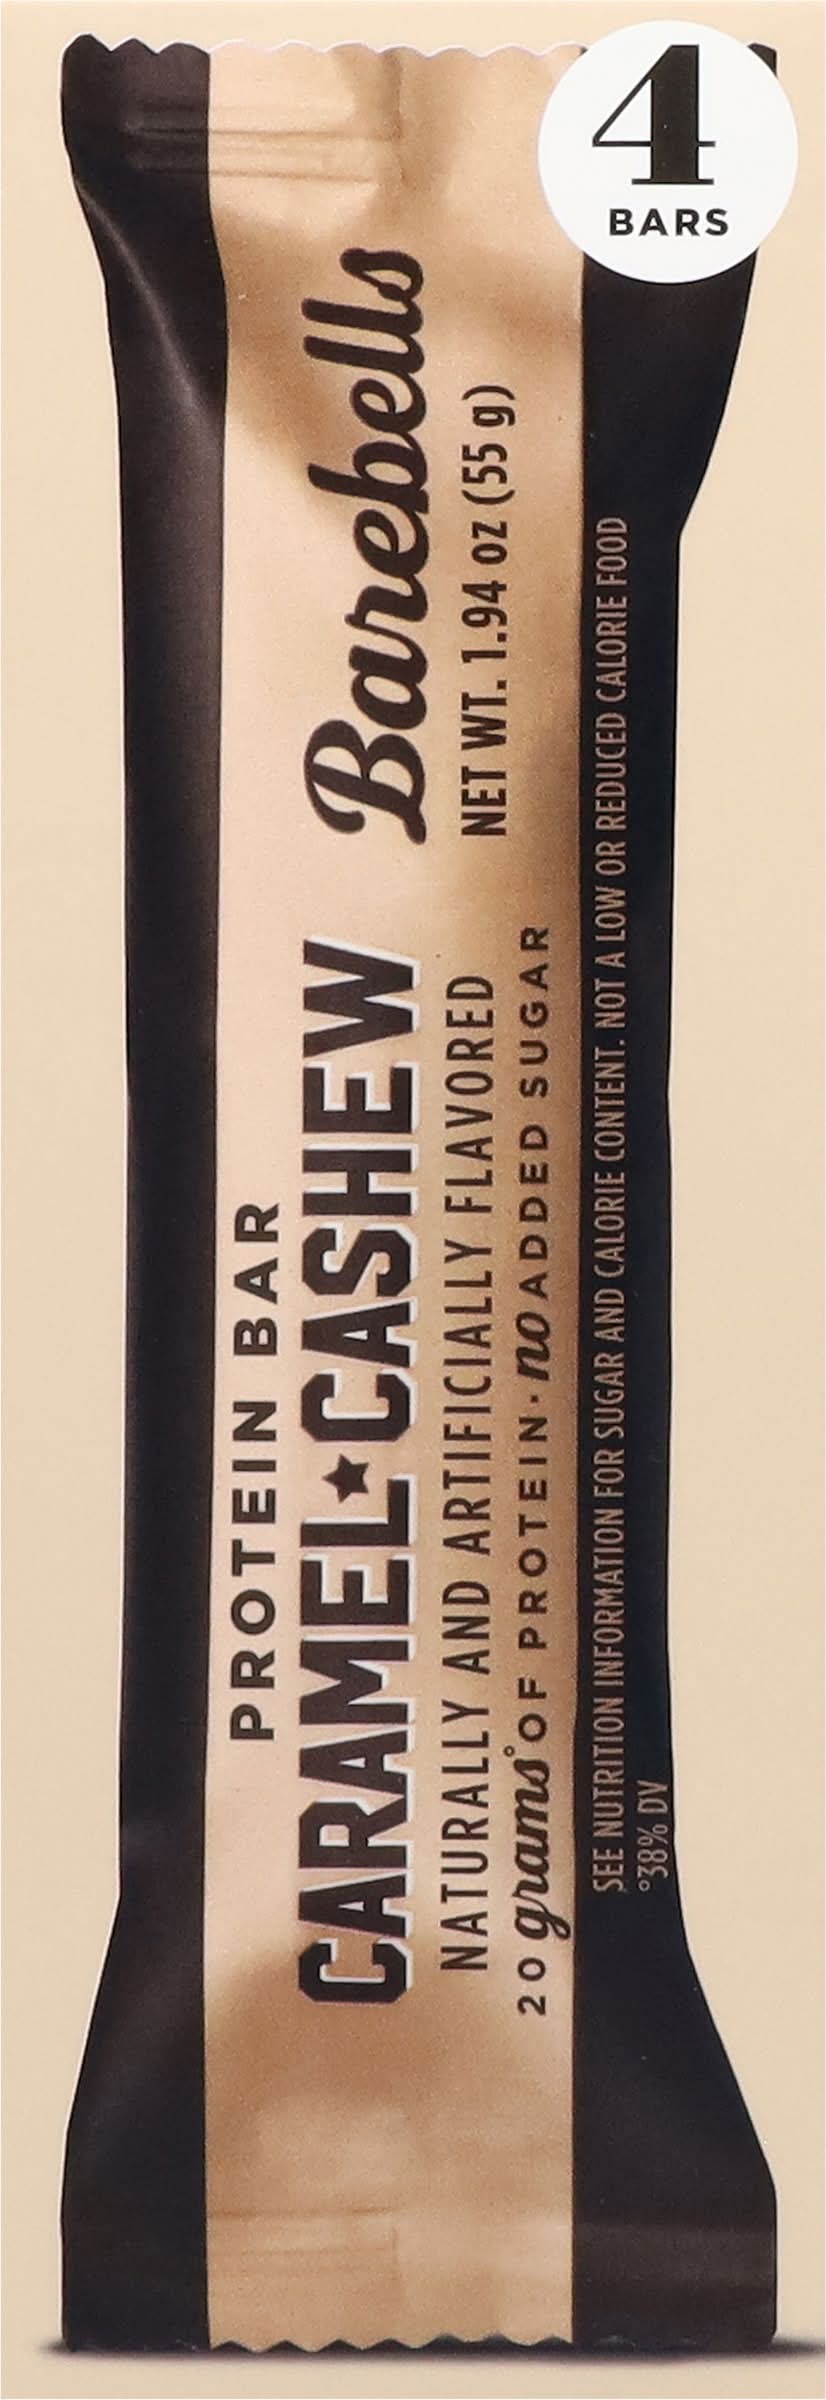 4
BARS
Barebells
NET WT. 1.94 oz (55 g)
PROTEIN BAR
CARAMEL★CASHEW
NATURALLY AND ARTIFICIALLY FLAVORED
20 grams° OF PROTEIN · no ADDED SUGAR
SEE NUTRITION INFORMATION FOR SUGAR AND CALORIE CONTENT. NOT A LOW OR REDUCED CALORIE FOOD
°38% DV